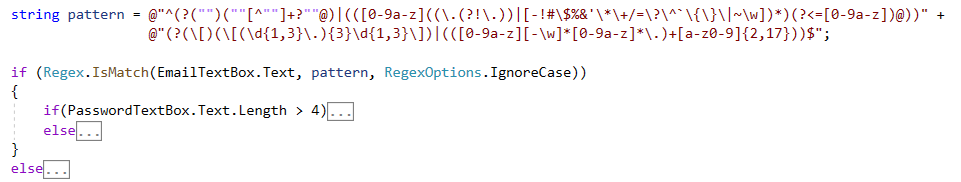 string pattern = @"^(?("")(""[^""]+?""@)|(([0-9a-z]((\.(?!\.))|[-!#\$%&'\*\+/=\?\^`\{\}\|~\w])*)(?<=[0-9a-z])@))" +
@"(?(\[)(\[(\d{1,3}\.){3}\d{1,3}\])|(([0-9a-z][-\w]*[0-9a-z]*\.)+[a-z0-9]{2,17}))$";
if (Regex.IsMatch(EmailTextBox.Text, pattern, RegexOptions.IgnoreCase))
{
if(PasswordTextBox.Text.Length > 4)...
else...
}
else...